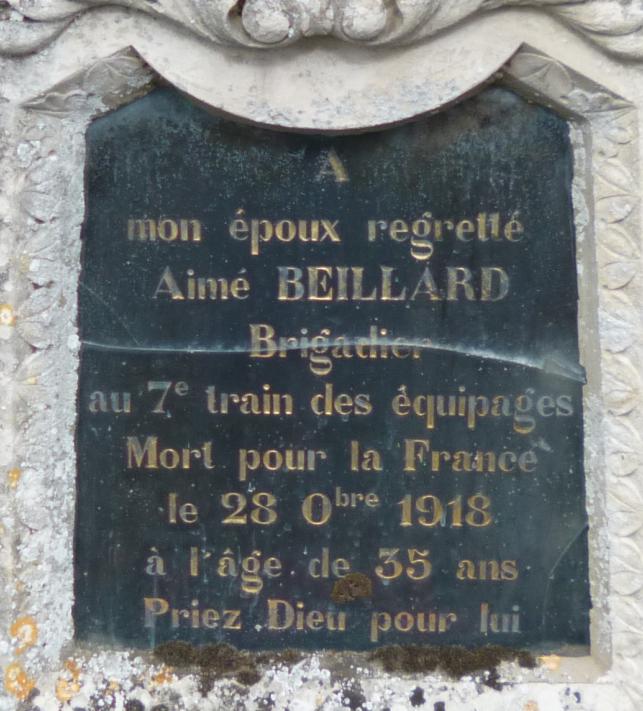 A
mon époux regretté
Aimé BEILLARD
Brigadier
au 7e train des êquipages
Mort pour la France
le 28 Obre 1918
à l'âge de 35 ans
Priez Dieu pour lui